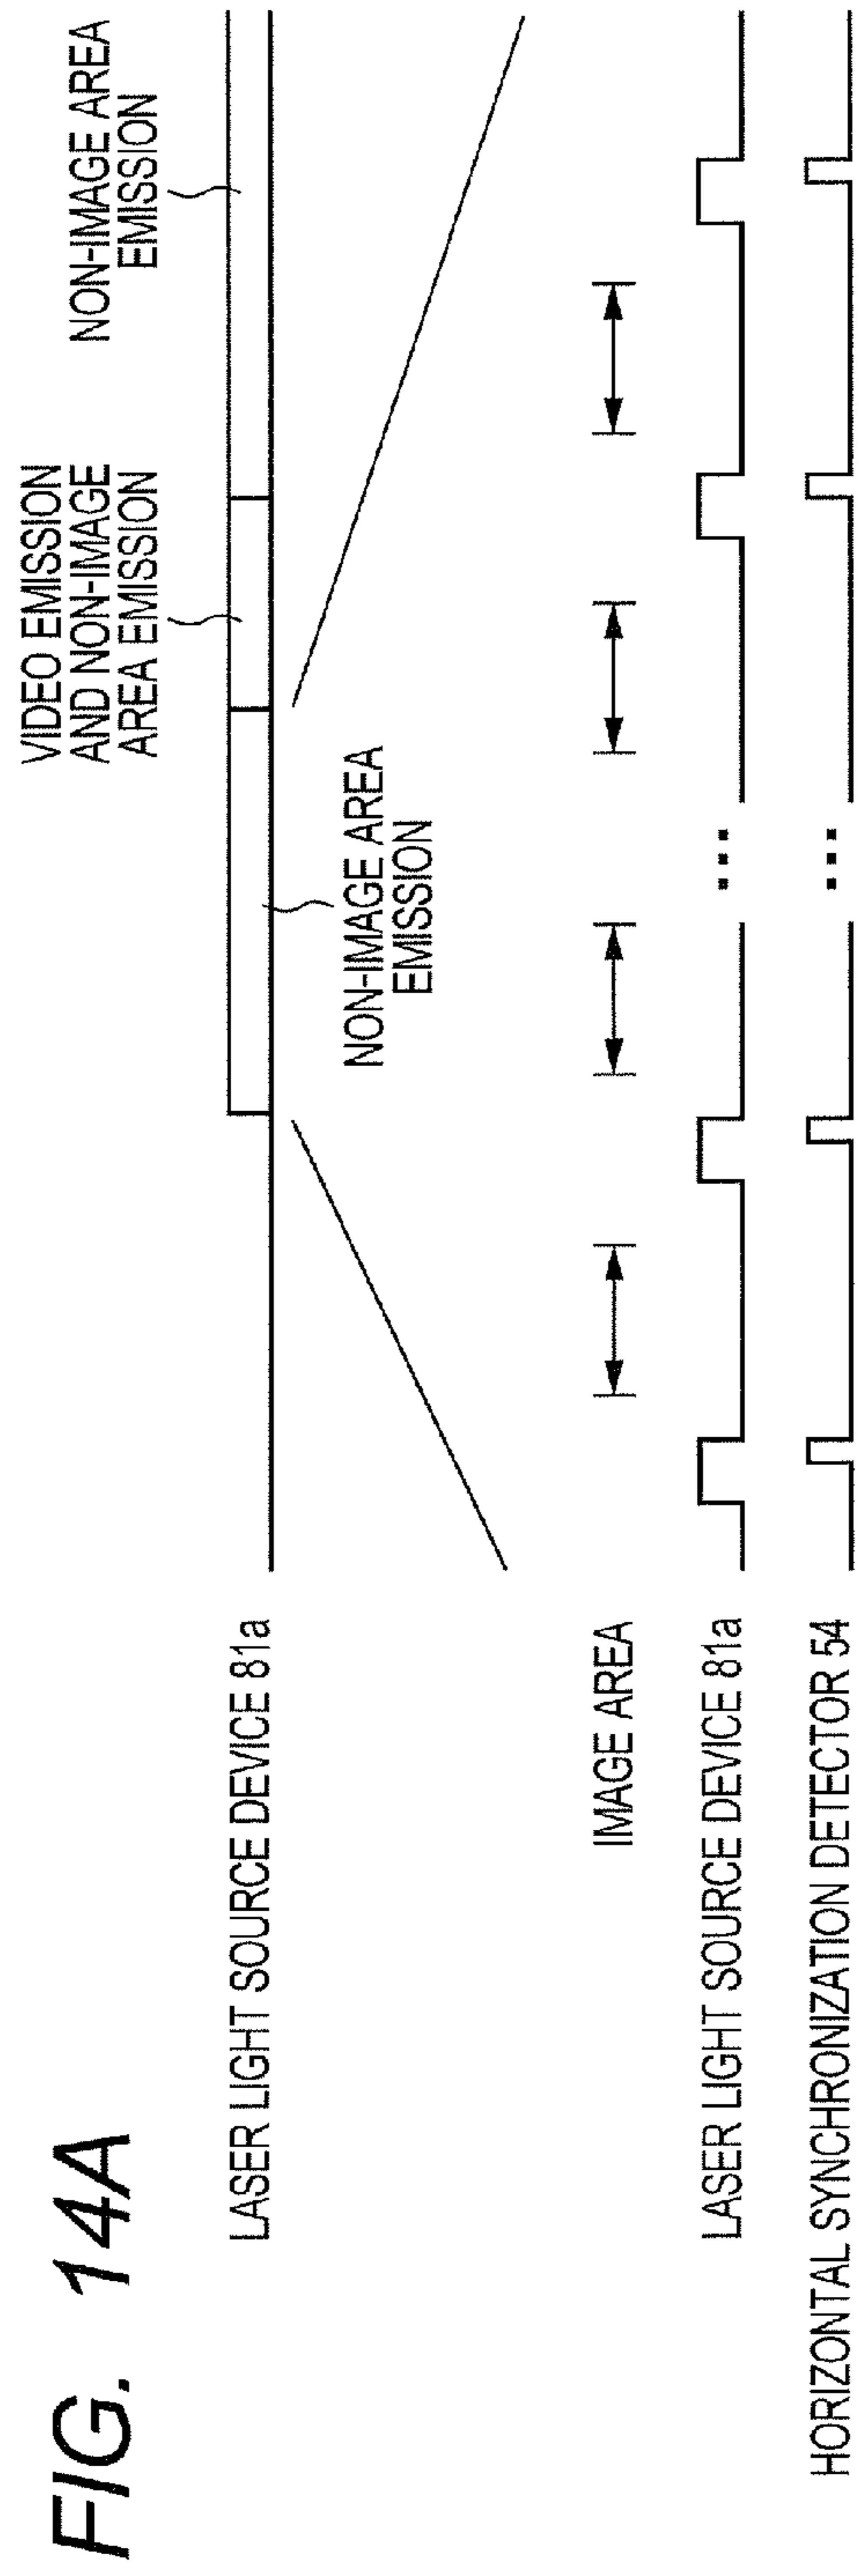 FIG. 14A
VIDEO EMISSION
AND NON-IMAGE
AREA EMISSION
NON-IMAGE AREA
EMISSION
LASER LIGHT SOURCE DEVICE 81a
NON-IMAGE AREA
EMISSION
IMAGE AREA
LASER LIGHT SOURCE DEVICE 81a
HORIZONTAL SYNCHRONIZATION DETECTOR 54